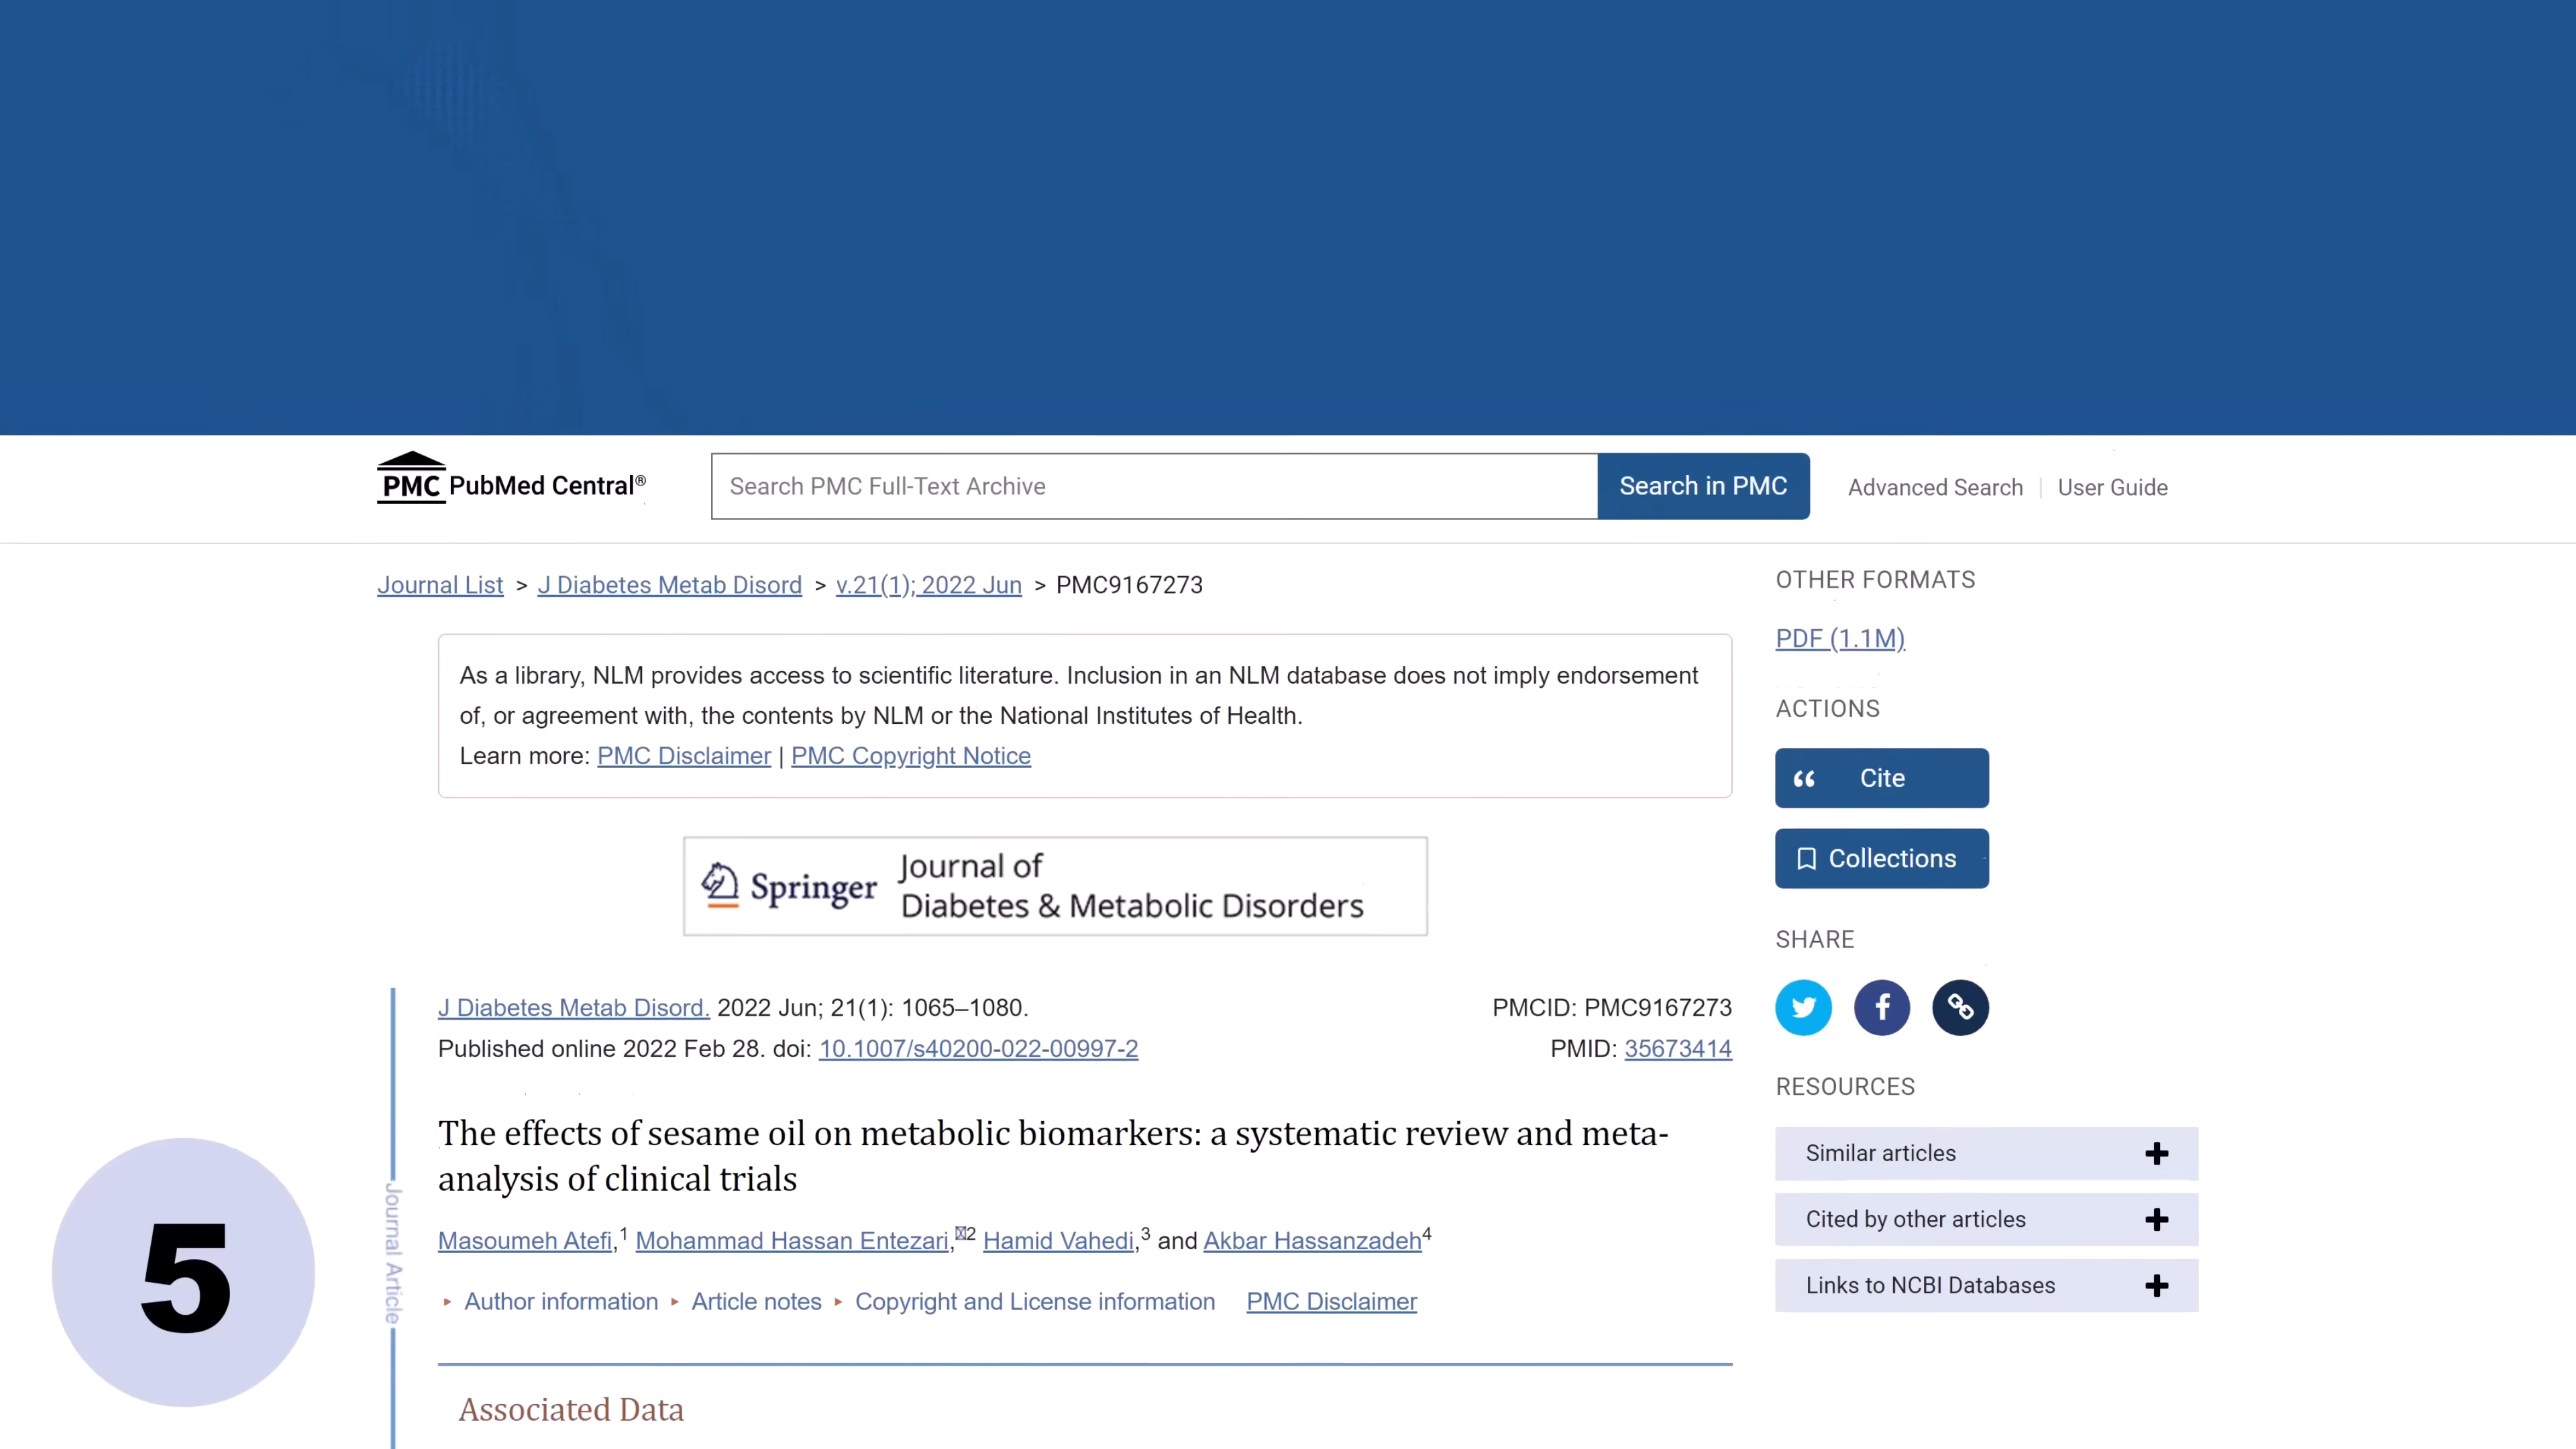 PMC PubMed Central®
Search PMC Full-Text Archive
Search in PMC
Advanced Search | User Guide
Journal List > J Diabetes Metab Disord > v.21(1); 2022 Jun > PMC9167273
As a library, NLM provides access to scientific literature. Inclusion in an NLM database does not imply endorsement
of, or agreement with, the contents by NLM or the National Institutes of Health.
Learn more: PMC Disclaimer | PMC Copyright Notice
Springer
Journal of
Diabetes & Metabolic Disorders
J Diabetes Metab Disord. 2022 Jun; 21(1): 1065–1080.
Published online 2022 Feb 28. doi: 10.1007/s40200-022-00997-2
PMCID: PMC9167273
PMID: 35673414
The effects of sesame oil on metabolic biomarkers: a systematic review and meta-
analysis of clinical trials
Masoumeh Atefi,1 Mohammad Hassan Entezari,2 Hamid Vahedi,3 and Akbar Hassanzadeh4
Author information Article notes Copyright and License information PMC Disclaimer
Associated Data
Journal Article
5
OTHER FORMATS
PDF (1.1M)
ACTIONS
Cite
Collections
SHARE
RESOURCES
Similar articles
Cited by other articles
Links to NCBI Databases